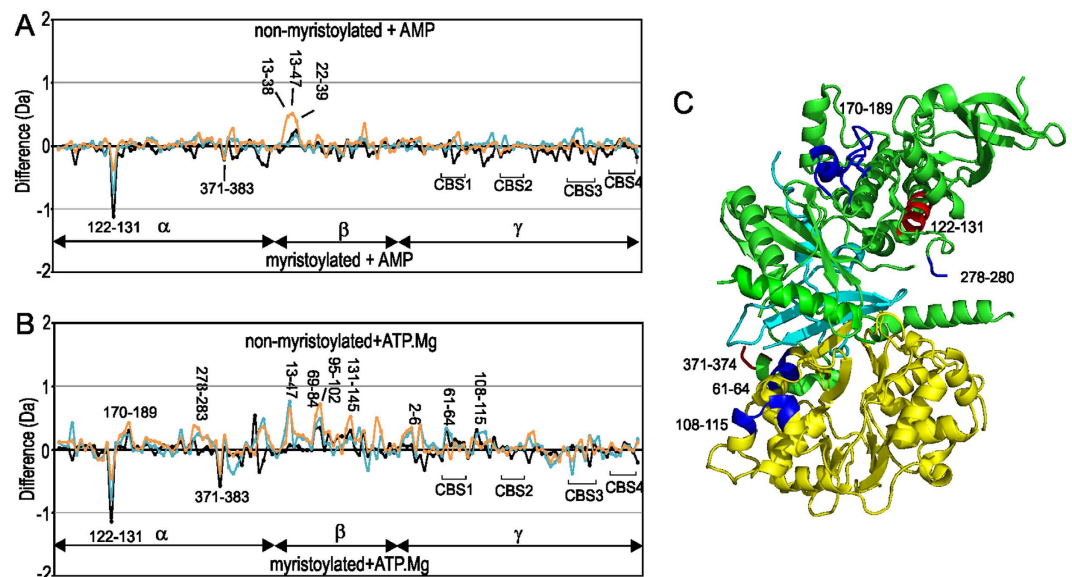 A
2
1
0
-1
-2
Difference (Da)
non-myristoylated + AMP
13-38
13-47
22-39
371-383
122-131
CBS1
CBS2
CBS3
CBS4
α
β
γ
myristoylated + AMP
B
2
1
0
-1
-2
Difference (Da)
non-myristoylated+ATP.Mg
170-189
278-283
13-47
69-84
95-102
131-145
2-6
61-64
108-115
371-383
122-131
CBS1
CBS2
CBS3
CBS4
α
β
γ
myristoylated+ATP.Mg
C
170-189
122-131
278-280
371-374
61-64
108-115